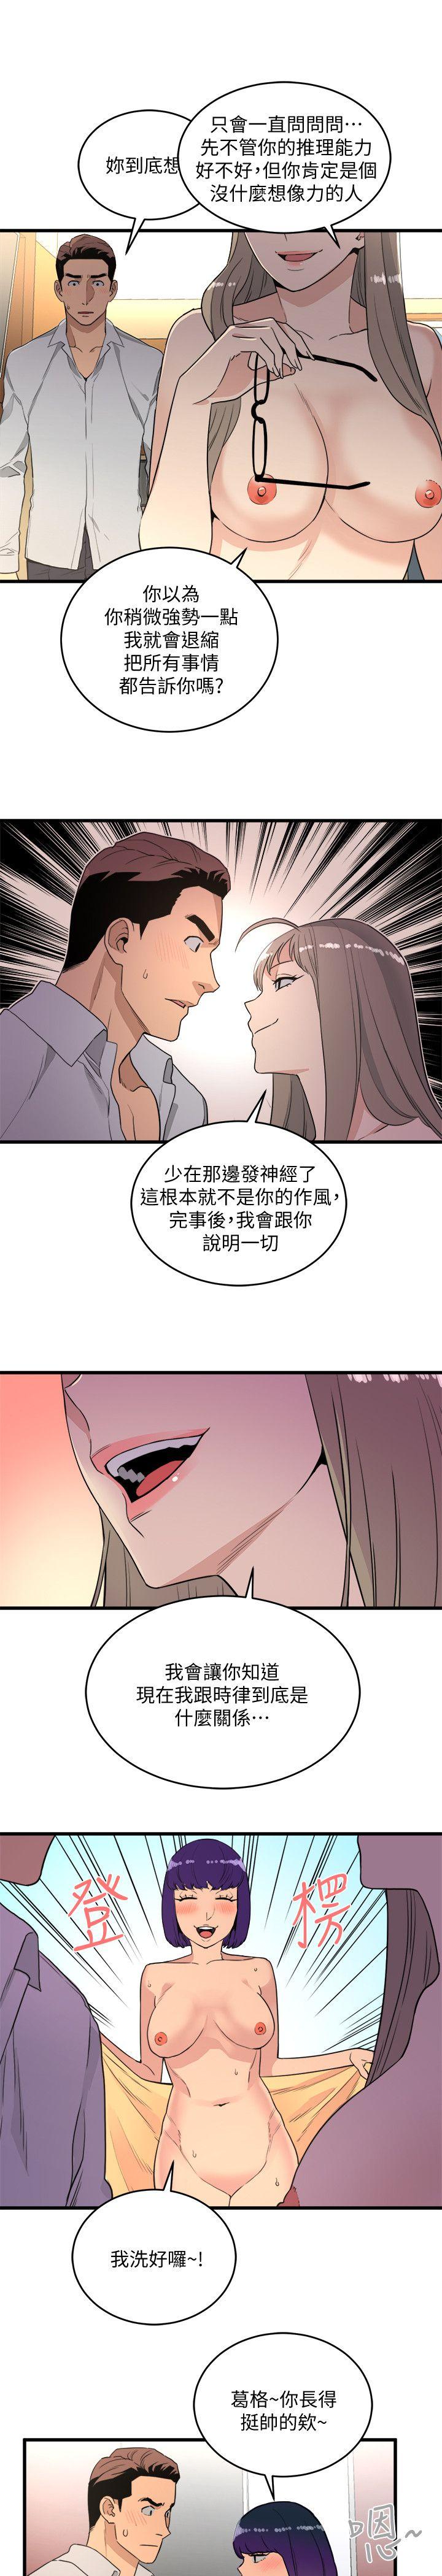 妳到底想
只會一直問問問…
先不管你的推理能力
好不好，但你肯定是個
沒什麼想像力的人
你以為
你稍微強勢一點
我就會退縮
把所有事情
都告訴你嗎?
少在那邊發神經了
這根本就不是你的作風，
完事後，我會跟你
說明一切
我會讓你知道
現在我跟時律到底是
什麼關係…
登
楞
我洗好囉~!
葛格~你長得
挺帥的欸~
嗯
心~